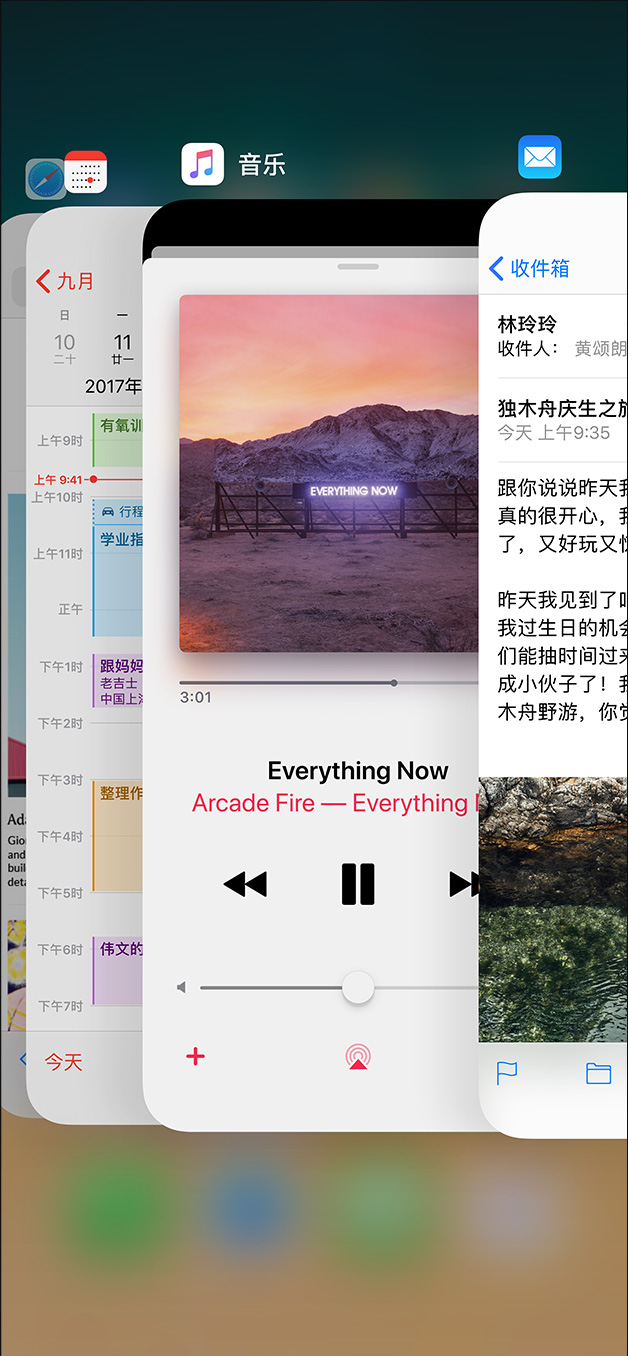 音乐
九月
日 一
10 11
二十 廿一
2017年
上午9时
有氧训
上午 9:41
上午10时
行程
学业指
上午11时
正午
下午1时
跟妈妈
老吉士
中国上海
下午2时
下午3时
整理作
下午4时
下午5时
下午6时
伟文的
下午7时
今天
Ada
Gior
and
buil
deta
EVERYTHING NOW
3:01
Everything Now
Arcade Fire — Everything
收件箱
林玲玲
收件人： 黄颂朗
独木舟庆生之旅
今天 上午9:35
跟你说说昨天我
真的很开心，我
了，又好玩又惊
昨天我见到了叫
我过生日的机会
们能抽时间过来
成小伙子了！我
木舟野游，你觉